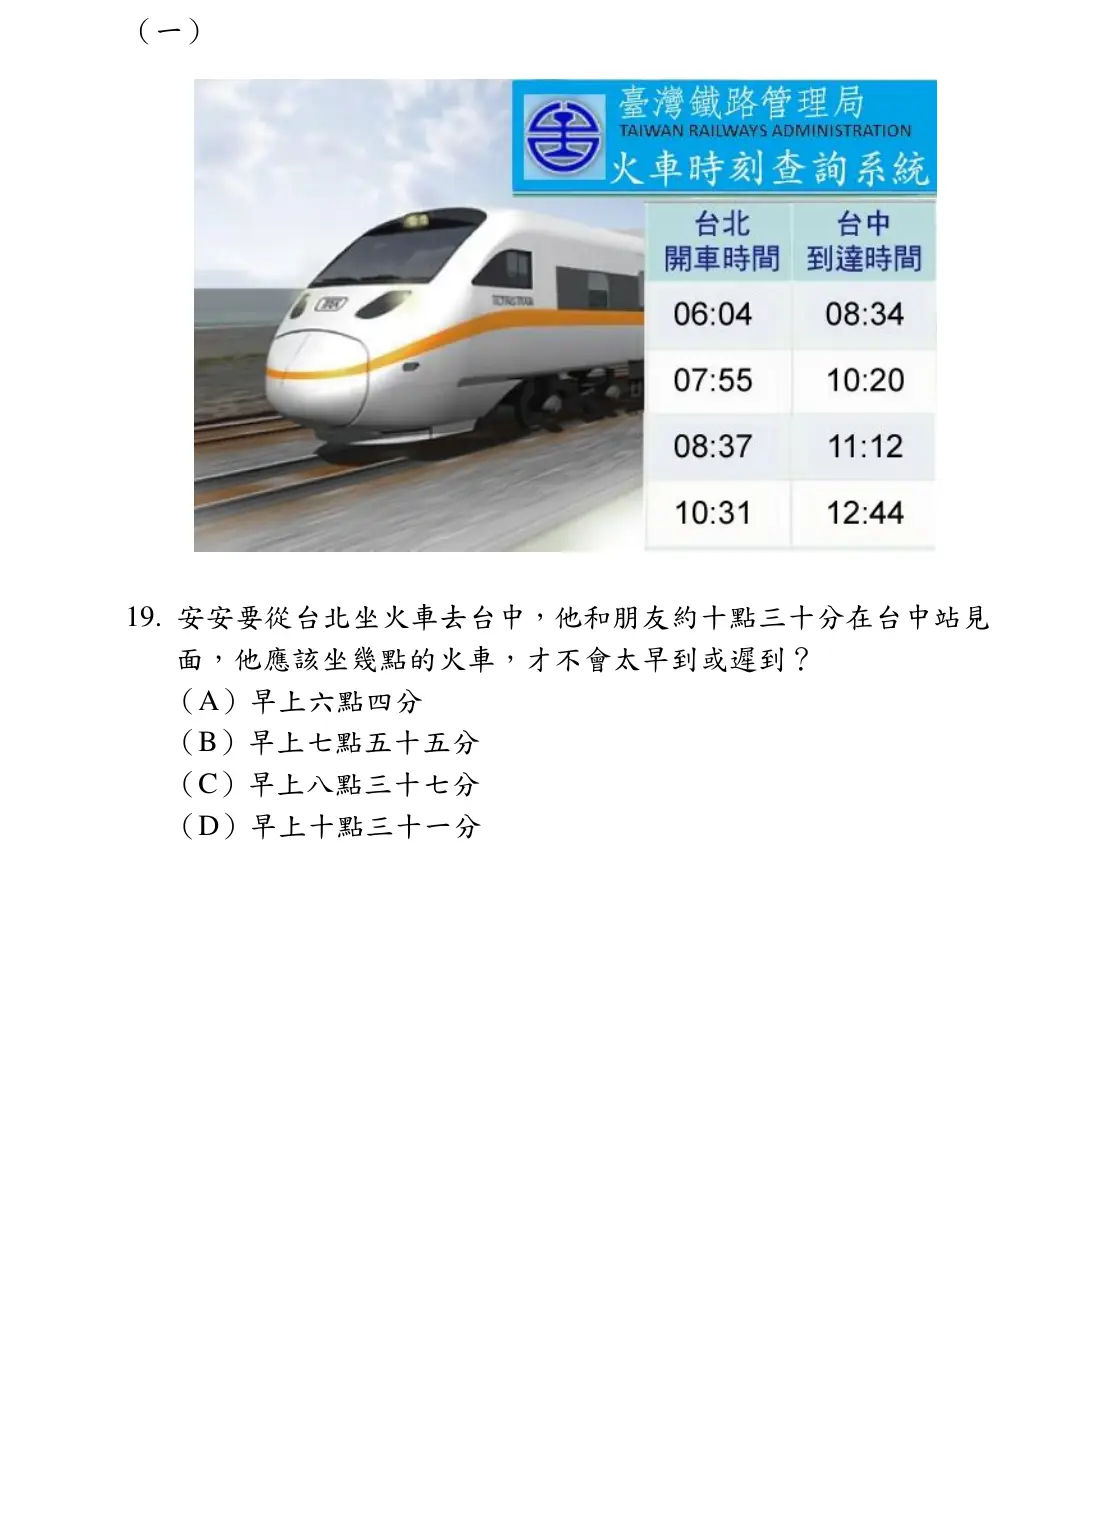 （一）
臺灣鐵路管理局
TAIWAN RAILWAYS ADMINISTRATION
火車時刻查詢系統
台北 台中
開車時間 到達時間
06:04 08:34
07:55 10:20
08:37 11:12
10:31 12:44
19. 安安要從台北坐火車去台中，他和朋友約十點三十分在台中站見
面，他應該坐幾點的火車，才不會太早到或遲到？
（A）早上六點四分
（B）早上七點五十五分
（C）早上八點三十七分
（D）早上十點三十一分